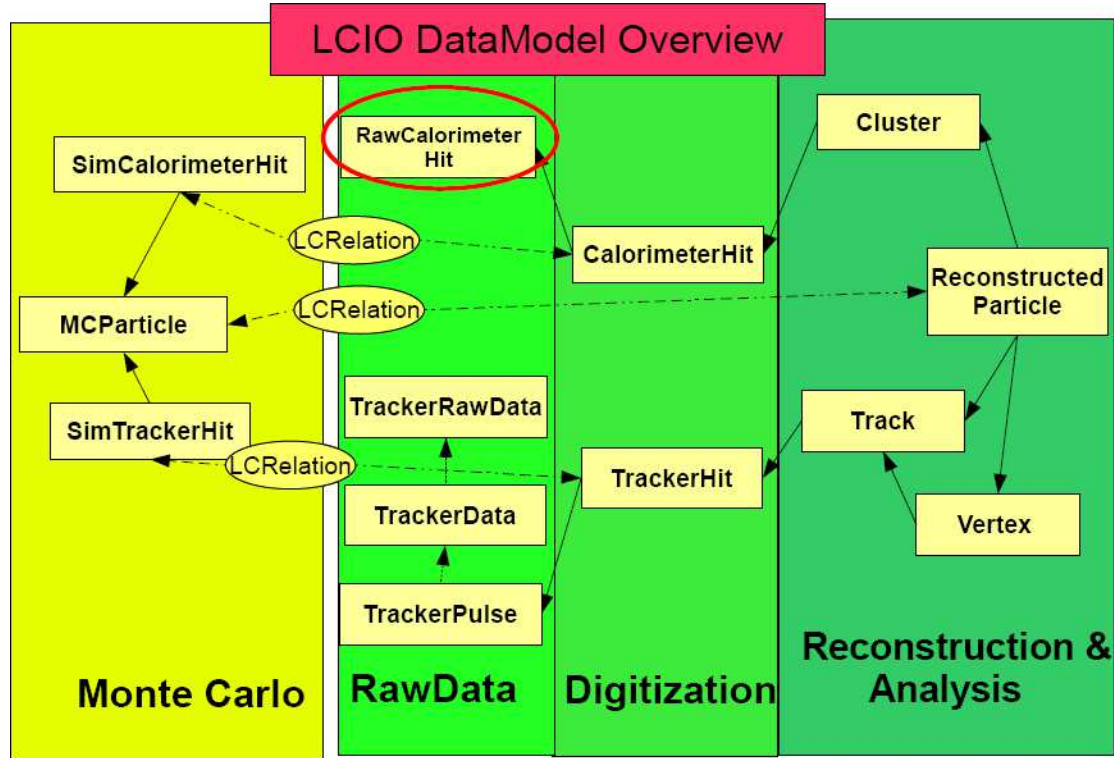 LCIO DataModel Overview
SimCalorimeterHit
MCParticle
SimTrackerHit
LCRelation
LCRelation
LCRelation
Monte Carlo
RawCalorimeter
Hit
TrackerRawData
TrackerData
TrackerPulse
RawData
CalorimeterHit
TrackerHit
Digitization
Cluster
Reconstructed
Particle
Track
Vertex
Reconstruction &
Analysis